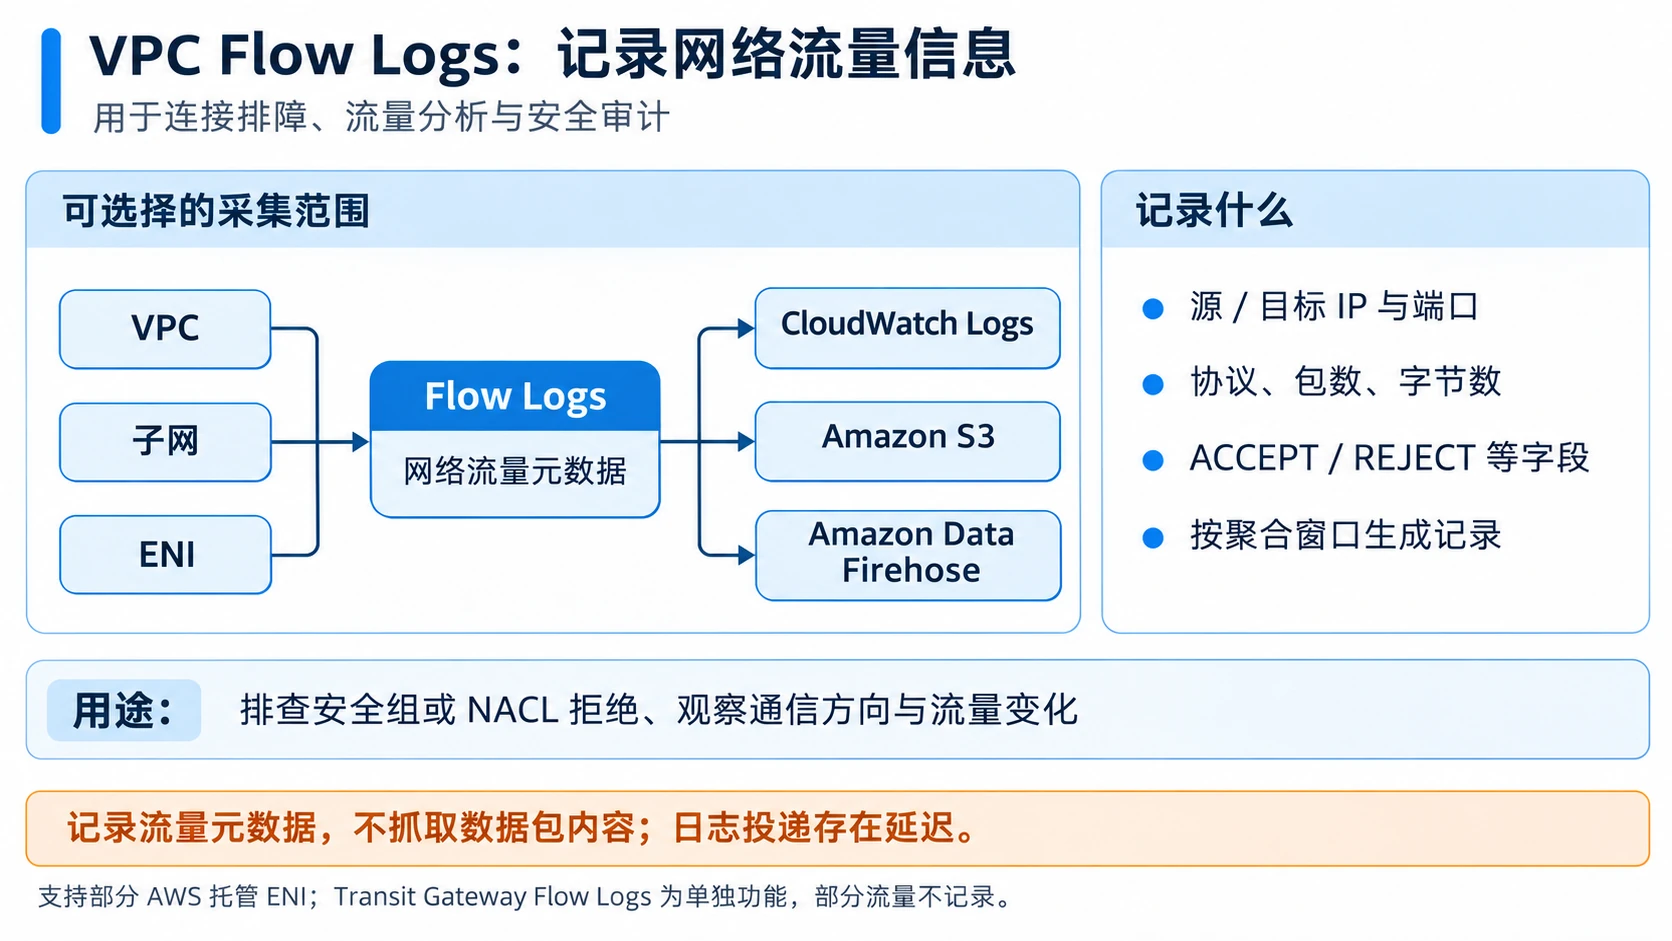 VPC Flow Logs：记录网络流量信息
用于连接排障、流量分析与安全审计
可选择的采集范围
VPC
子网
ENI
Flow Logs
网络流量元数据
CloudWatch Logs
Amazon S3
Amazon Data
Firehose
记录什么
源 / 目标 IP 与端口
协议、包数、字节数
ACCEPT / REJECT 等字段
按聚合窗口生成记录
用途：
排查安全组或 NACL 拒绝、观察通信方向与流量变化
记录流量元数据，不抓取数据包内容；日志投递存在延迟。
支持部分 AWS 托管 ENI；Transit Gateway Flow Logs 为单独功能，部分流量不记录。